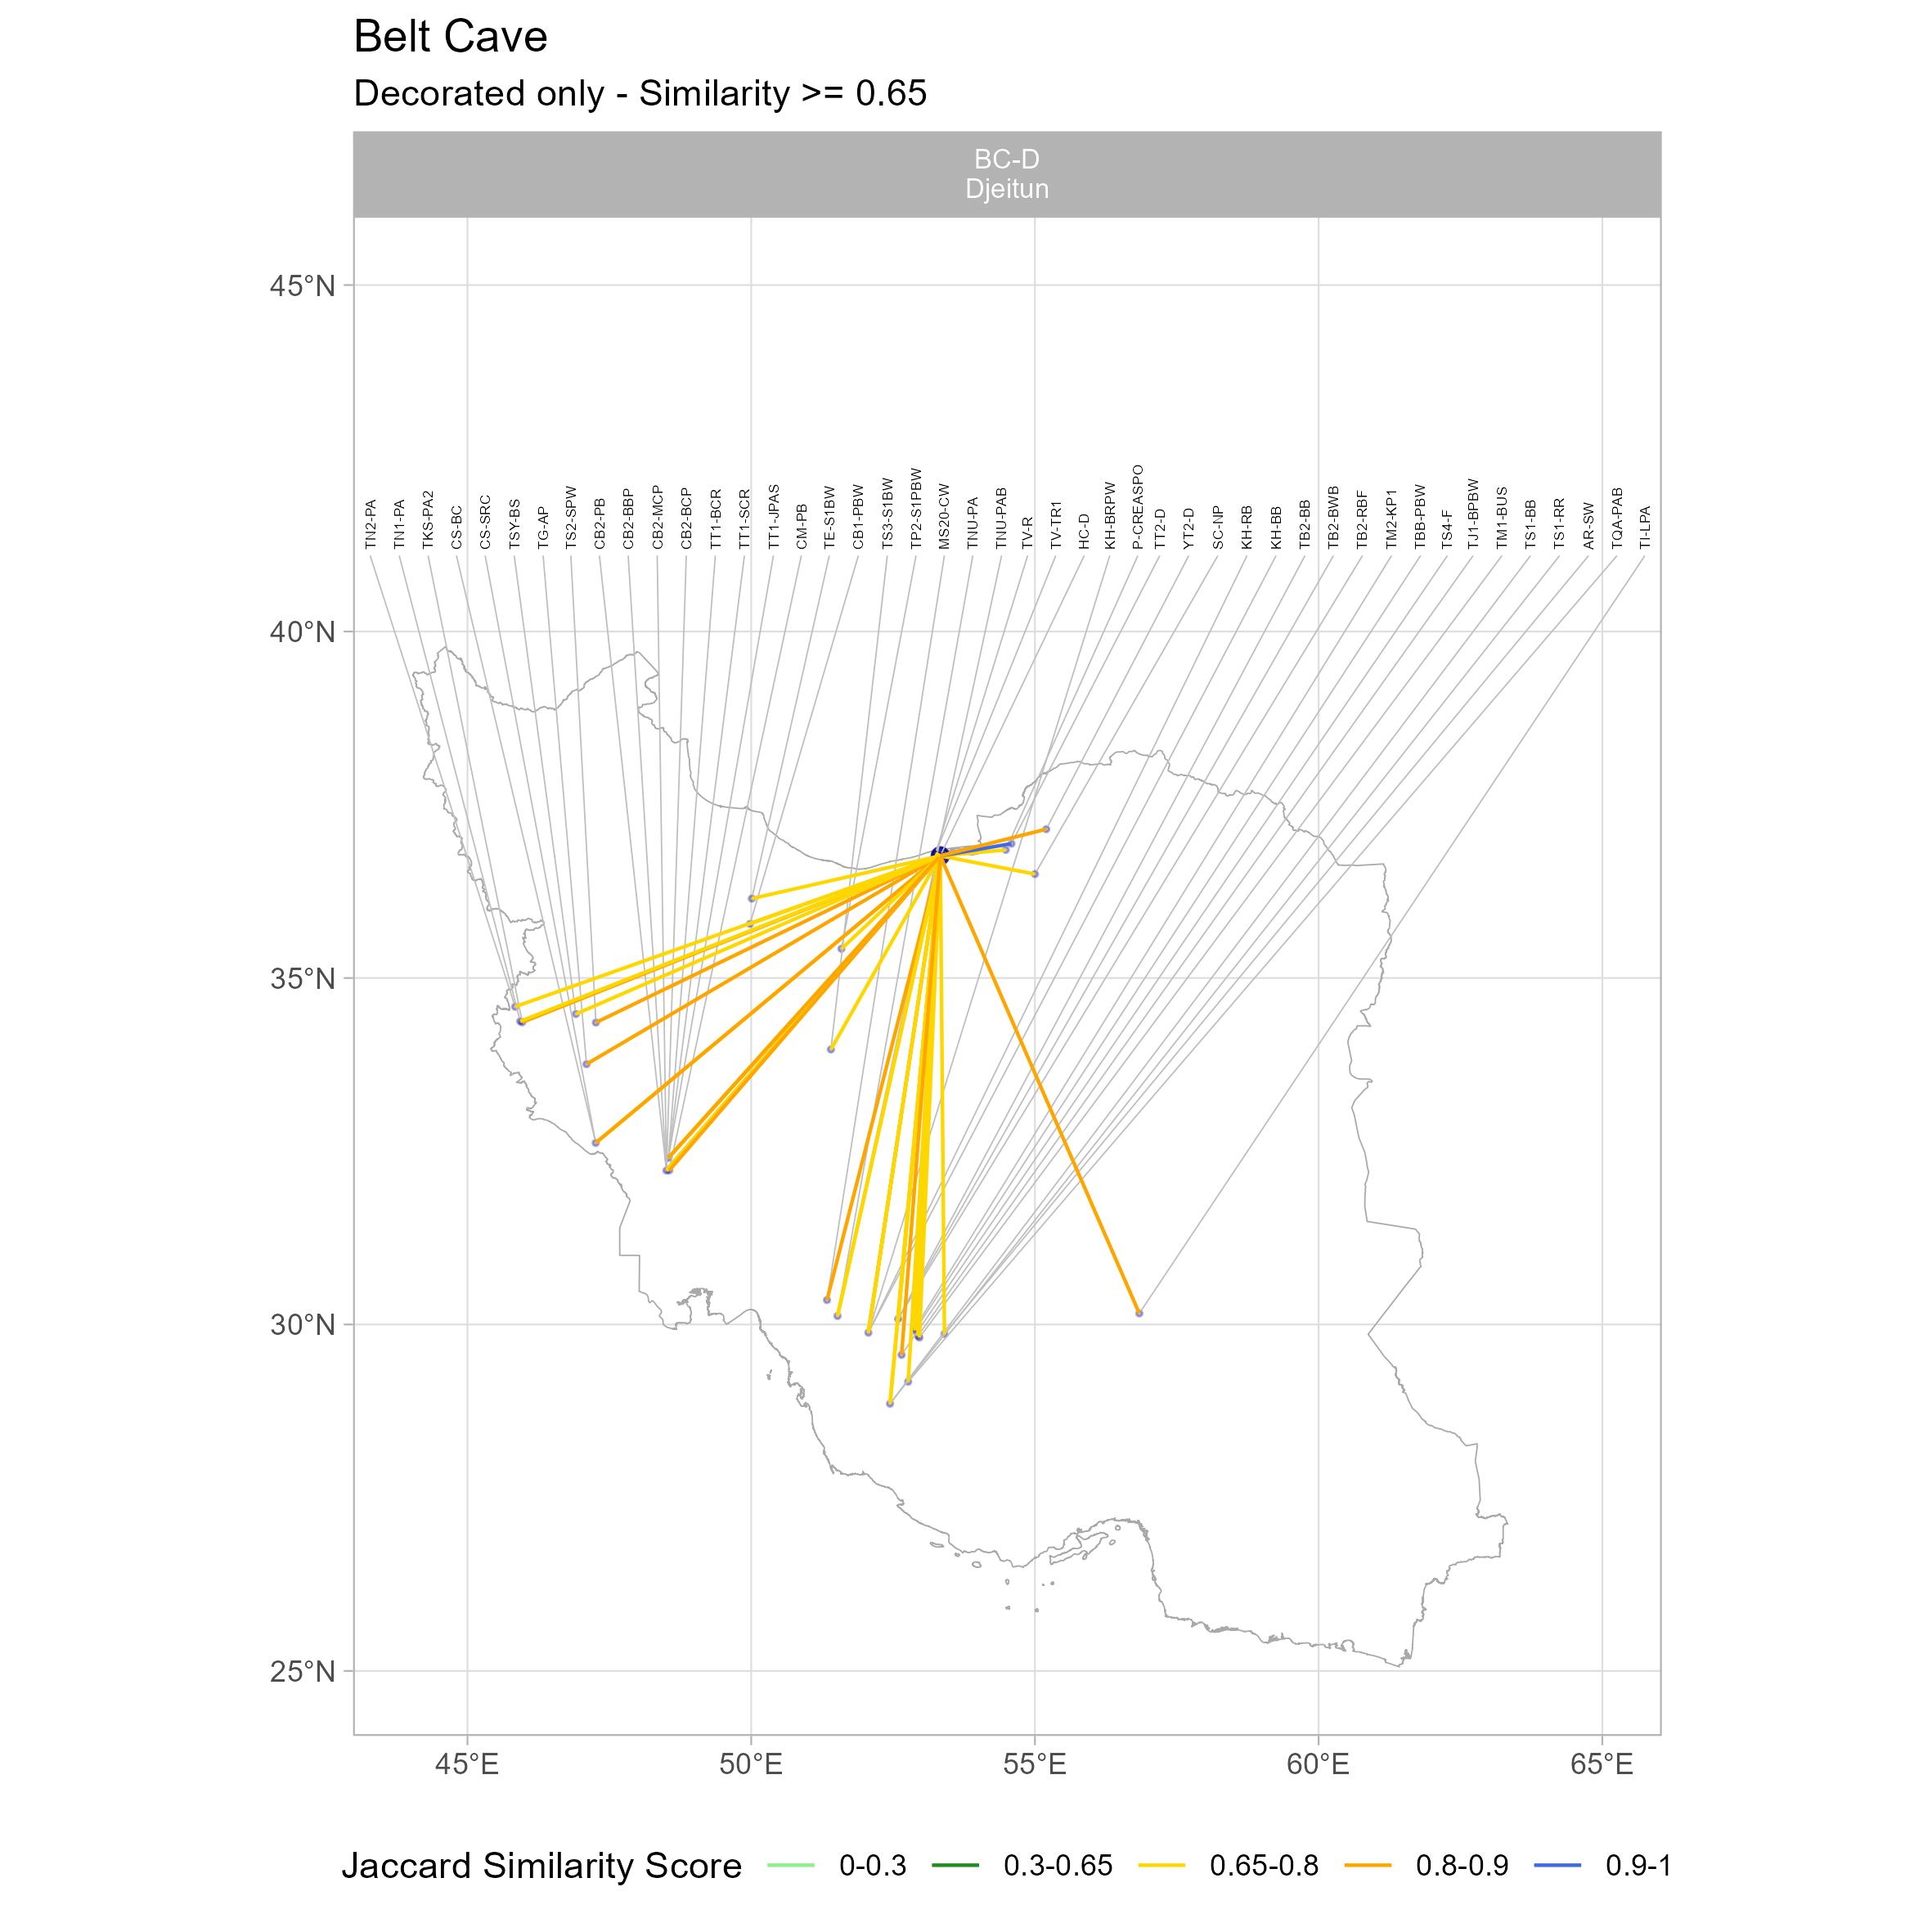 Belt Cave
Decorated only - Similarity >= 0.65
BC-D
Djeitun
45°N
40°N
35°N
30°N
25°N
TN2-PA
TN1-PA
TKS-PA2
CS-BC
CS-SRC
TSY-BS
TG-AP
TS2-SPW
CB2-PB
CB2-BBP
CB2-MCP
CB2-BCP
TT1-BCR
TT1-SCR
TT1-JPAS
CM-PB
TE-S1BW
CB1-PBW
TS3-S1BW
TP2-S1PBW
MS20-CW
TNU-PA
TNU-PAB
TV-R
TV-TR1
HC-D
KH-BRPW
P-CREASPO
TT2-D
YT2-D
SC-NP
KH-RB
KH-BB
TB2-BB
TB2-BWB
TB2-RBF
TM2-KP1
TBB-PBW
TS4-F
TJ1-BPBW
TM1-BUS
TS1-BB
TS1-RR
AR-SW
TQA-PAB
TI-LPA
45°E 50°E 55°E 60°E 65°E
Jaccard Similarity Score 0-0.3 0.3-0.65 0.65-0.8 0.8-0.9 0.9-1